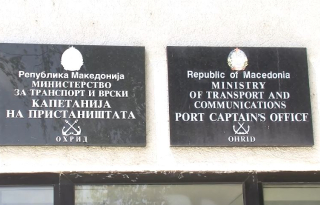 Република Македонија
МИНИСТЕРСТВО
ЗА ТРАНСПОРТ И ВРСКИ
КАПЕТАНИЈА
НА ПРИСТАНИШТАТА
ОХРИД
Republic of Macedonia
MINISTRY
OF TRANSPORT AND
COMMUNICATIONS
PORT CAPTAIN'S OFFICE
OHRID